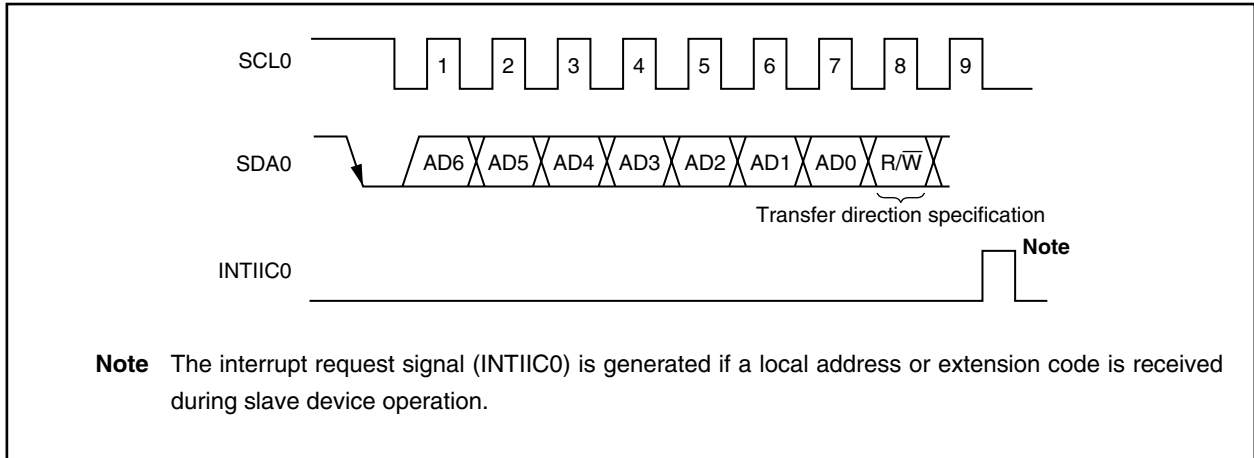 SCL0
1 2 3 4 5 6 7 8 9
SDA0
AD6 AD5 AD4 AD3 AD2 AD1 AD0 R/W̅
Transfer direction specification
INTIIC0
Note
Note The interrupt request signal (INTIIC0) is generated if a local address or extension code is received
during slave device operation.